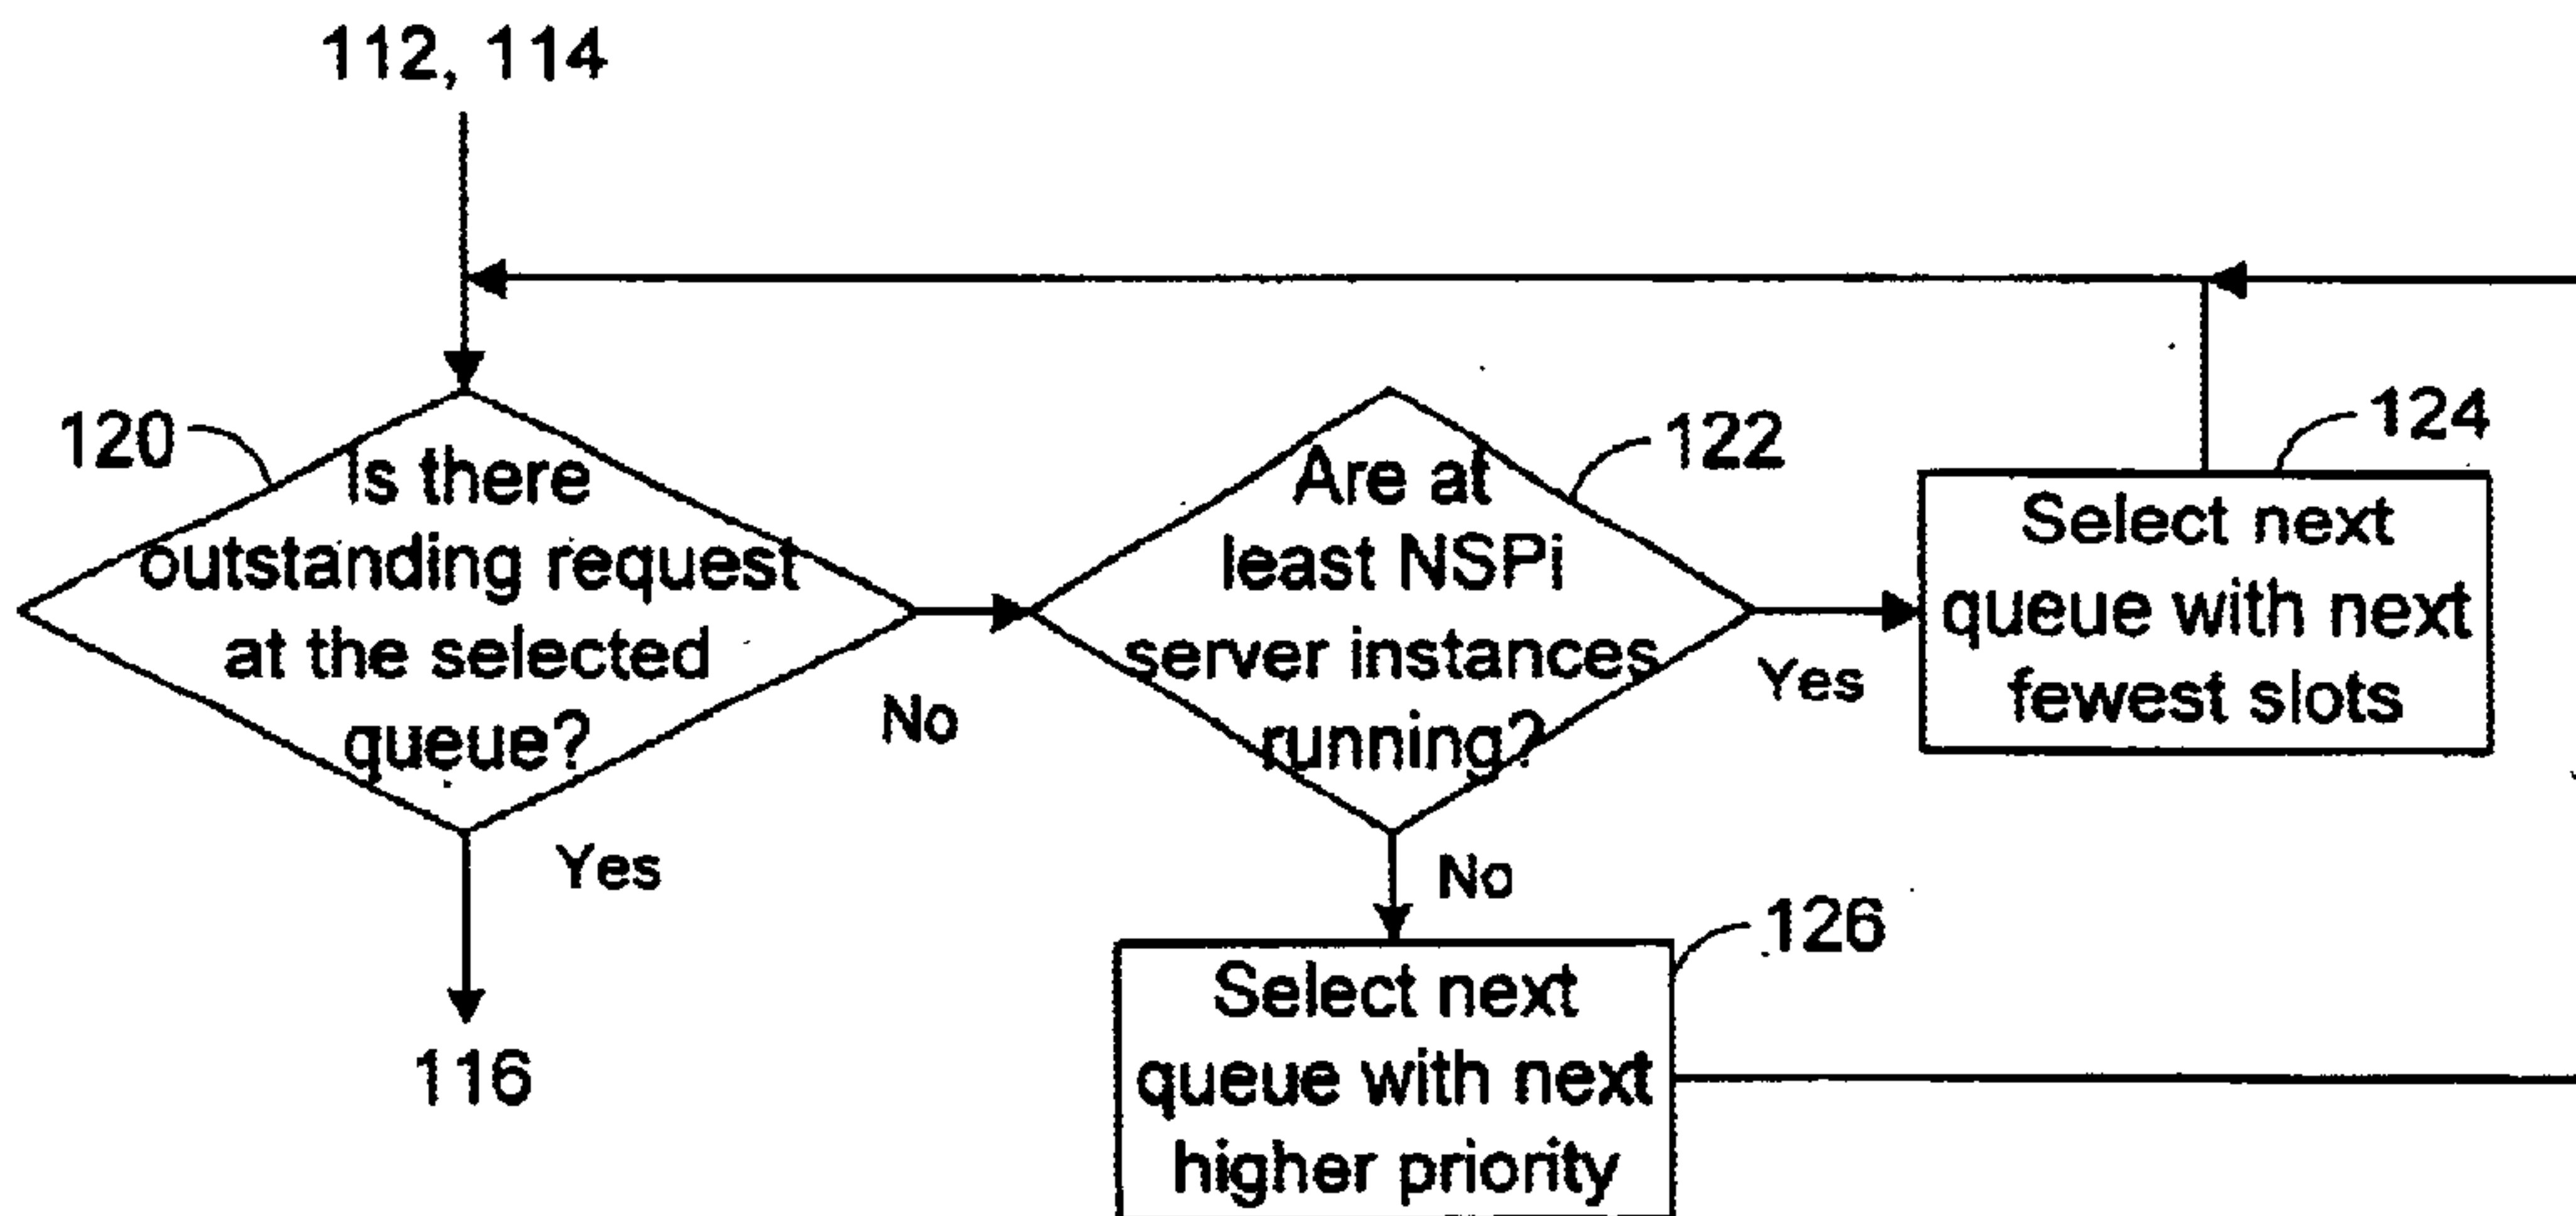 112, 114
120
Is there
outstanding request
at the selected
queue?
No
Yes
116
122
Are at
least NSPi
server instances
running?
Yes
No
124
Select next
queue with next
fewest slots
126
Select next
queue with next
higher priority